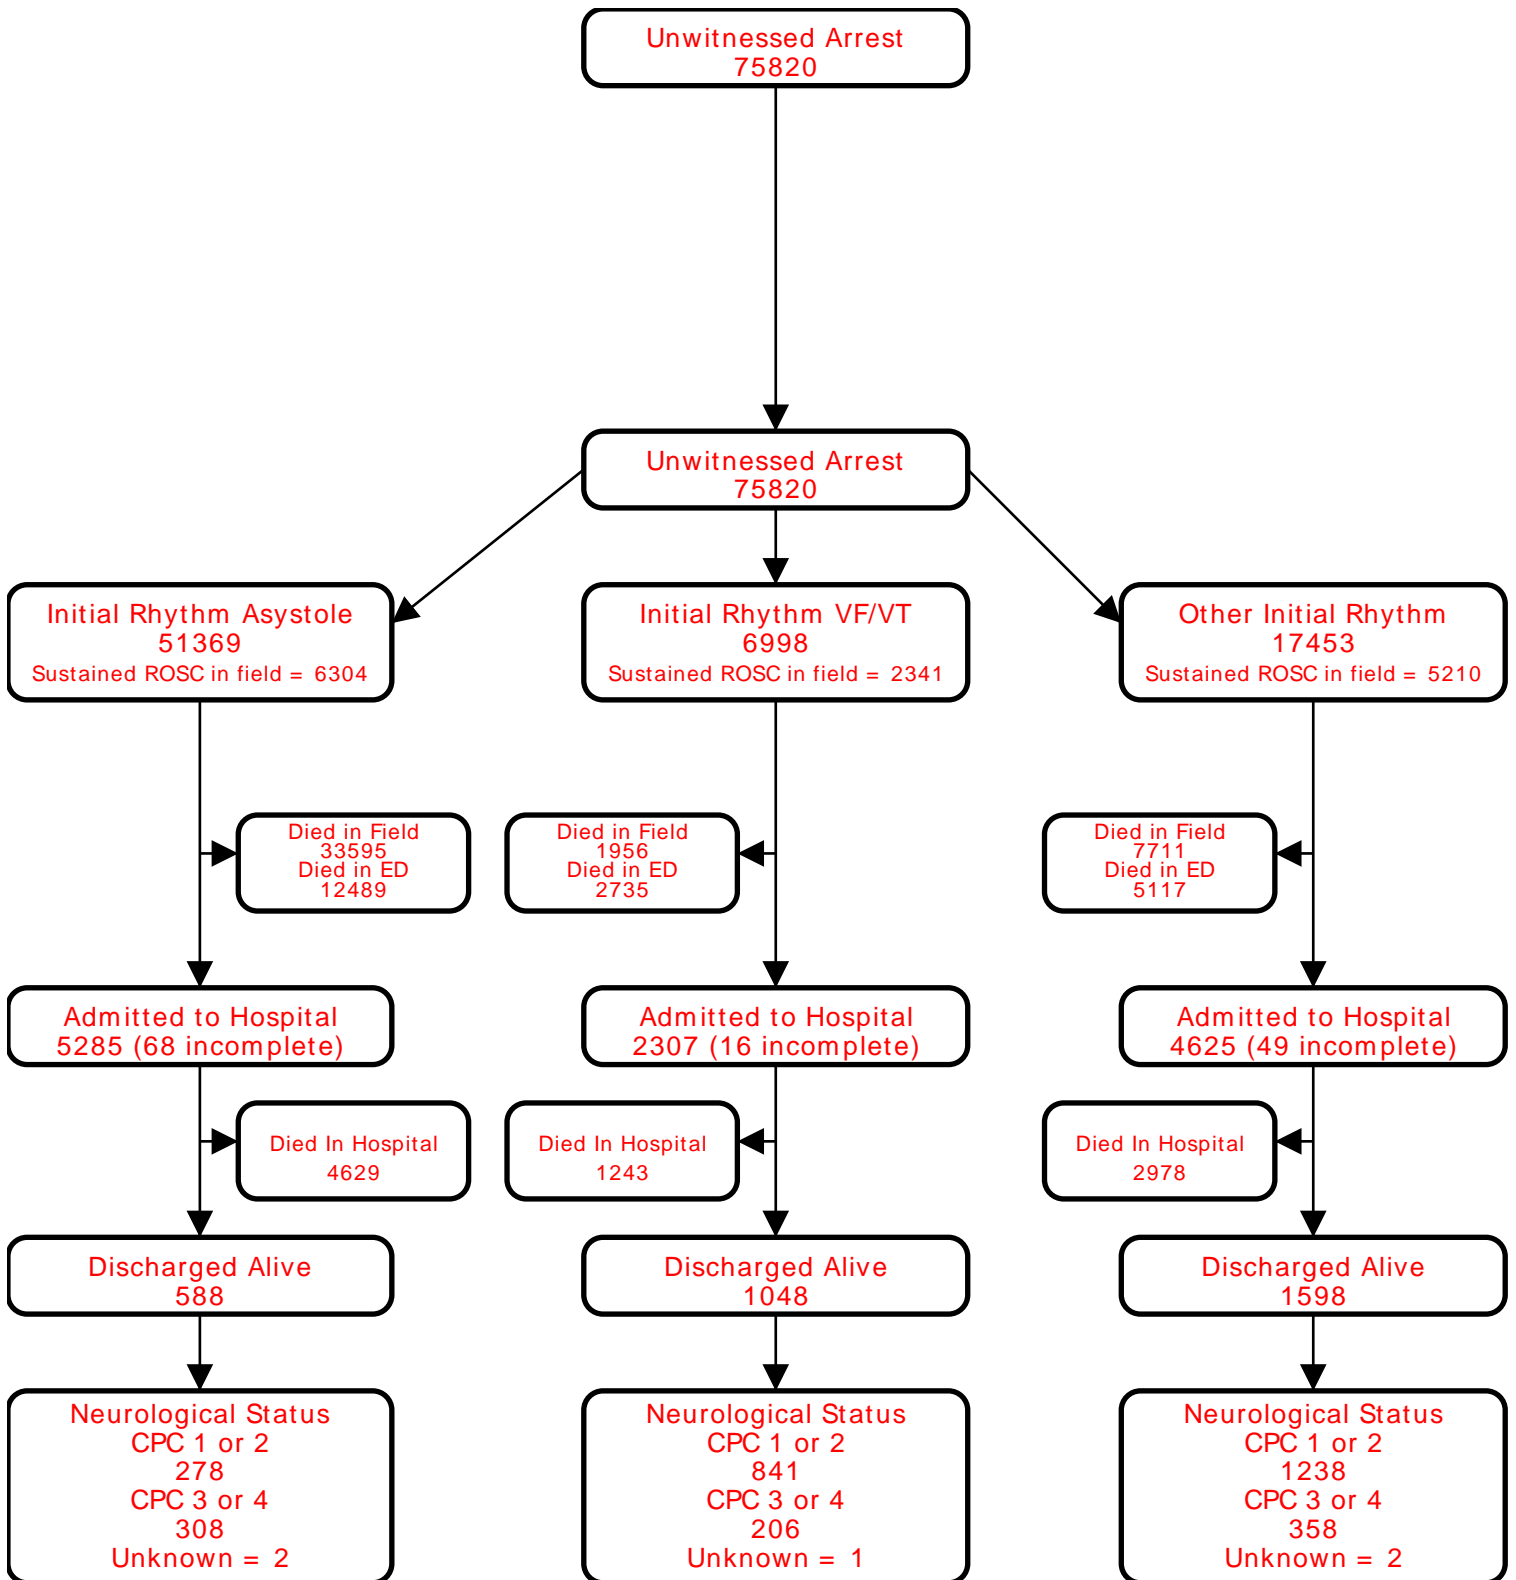 Unwitnessed Arrest
75820
Unwitnessed Arrest
75820
Initial Rhythm Asystole
51369
Sustained ROSC in field = 6304
Initial Rhythm VF/VT
6998
Sustained ROSC in field = 2341
Other Initial Rhythm
17453
Sustained ROSC in field = 5210
Died in Field
33595
Died in ED
12489
Died in Field
1956
Died in ED
2735
Died in Field
7711
Died in ED
5117
Admitted to Hospital
5285 (68 incomplete)
Admitted to Hospital
2307 (16 incomplete)
Admitted to Hospital
4625 (49 incomplete)
Died In Hospital
4629
Died In Hospital
1243
Died In Hospital
2978
Discharged Alive
588
Discharged Alive
1048
Discharged Alive
1598
Neurological Status
CPC 1 or 2
278
CPC 3 or 4
308
Unknown = 2
Neurological Status
CPC 1 or 2
841
CPC 3 or 4
206
Unknown = 1
Neurological Status
CPC 1 or 2
1238
CPC 3 or 4
358
Unknown = 2